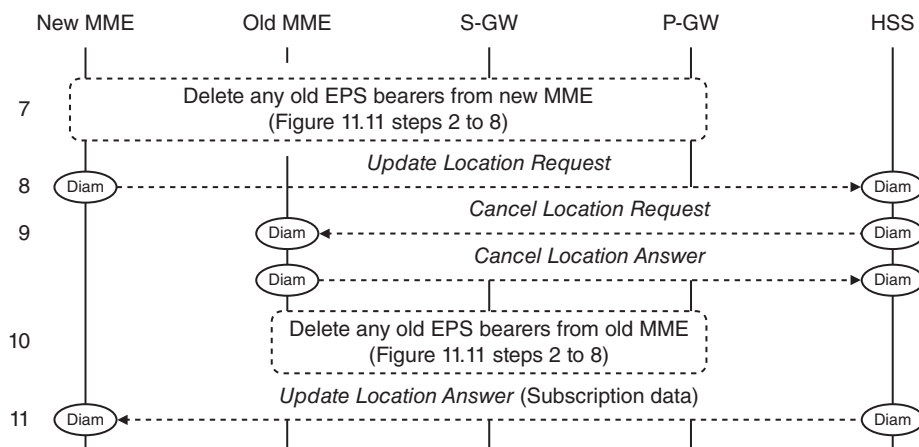 New MME Old MME S-GW P-GW HSS
7 Delete any old EPS bearers from new MME
(Figure 11.11 steps 2 to 8)
Update Location Request
8 Diam Diam
Cancel Location Request
9 Diam Diam
Cancel Location Answer
Diam Diam
10 Delete any old EPS bearers from old MME
(Figure 11.11 steps 2 to 8)
Update Location Answer (Subscription data)
11 Diam Diam